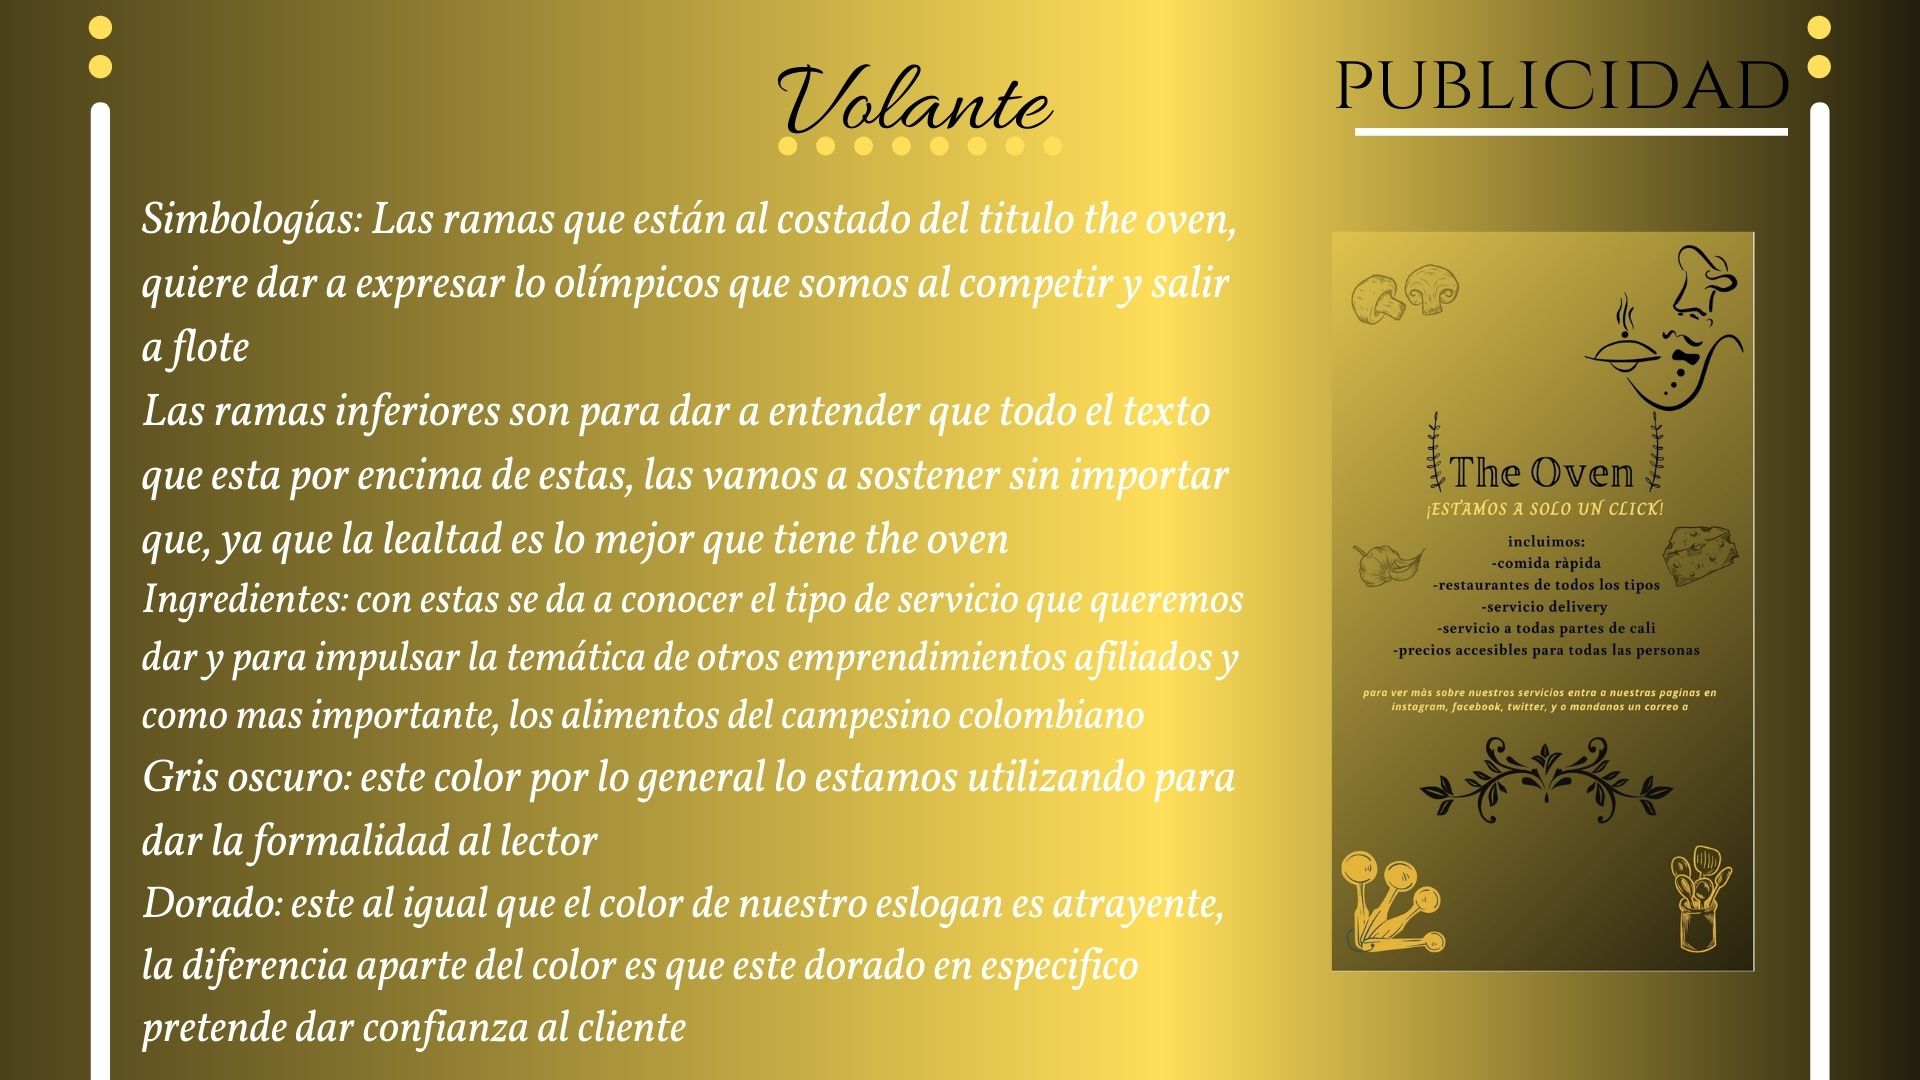 Volante
PUBLICIDAD
Simbologías: Las ramas que están al costado del titulo the oven,
quiere dar a expresar lo olímpicos que somos al competir y salir
a flote
Las ramas inferiores son para dar a entender que todo el texto
que esta por encima de estas, las vamos a sostener sin importar
que, ya que la lealtad es lo mejor que tiene the oven
Ingredientes: con estas se da a conocer el tipo de servicio que queremos
dar y para impulsar la temática de otros emprendimientos afiliados y
como mas importante, los alimentos del campesino colombiano
Gris oscuro: este color por lo general lo estamos utilizando para
dar la formalidad al lector
Dorado: este al igual que el color de nuestro eslogan es atrayente,
la diferencia aparte del color es que este dorado en especifico
pretende dar confianza al cliente
The Oven
¡ESTAMOS A SOLO UN CLICK!
incluimos:
-comida ràpida
-restaurantes de todos los tipos
-servicio delivery
-servicio a todas partes de cali
-precios accesibles para todas las personas
para ver màs sobre nuestros servicios entra a nuestras paginas en
instagram, facebook, twitter, y o mandanos un correo a